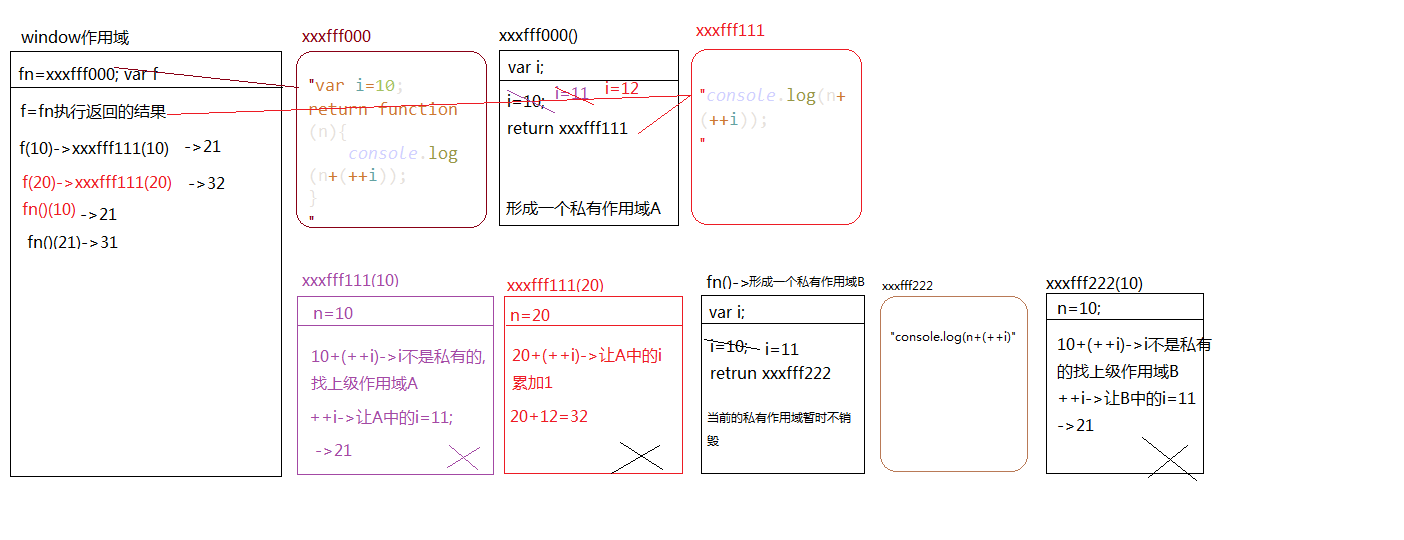 window作用域
fn=xxxfff000; var f
f=fn执行返回的结果
f(10)->xxxfff111(10) ->21
f(20)->xxxfff111(20) ->32
fn()(10) ->21
fn()(21)->31
xxxfff000
"var i=10;
return function
(n){
console.log
(n+(++i));
}
"
xxxfff000()
var i;
i=10; i=11 i=12
return xxxfff111
形成一个私有作用域A
xxxfff111
"console.log(n+
(++i));
"
xxxfff111(10)
n=10
10+(++i)->i不是私有的,
找上级作用域A
++i->让A中的i=11;
->21
xxxfff111(20)
n=20
20+(++i)->让A中的i
累加1
20+12=32
fn()->形成一个私有作用域B
var i;
i=10; i=11
retrun xxxfff222
当前的私有作用域暂时不销
毁
xxxfff222
"console.log(n+(++i)"
xxxfff222(10)
n=10;
10+(++i)->i不是私有
的找上级作用域B
++i->让B中的i=11
->21